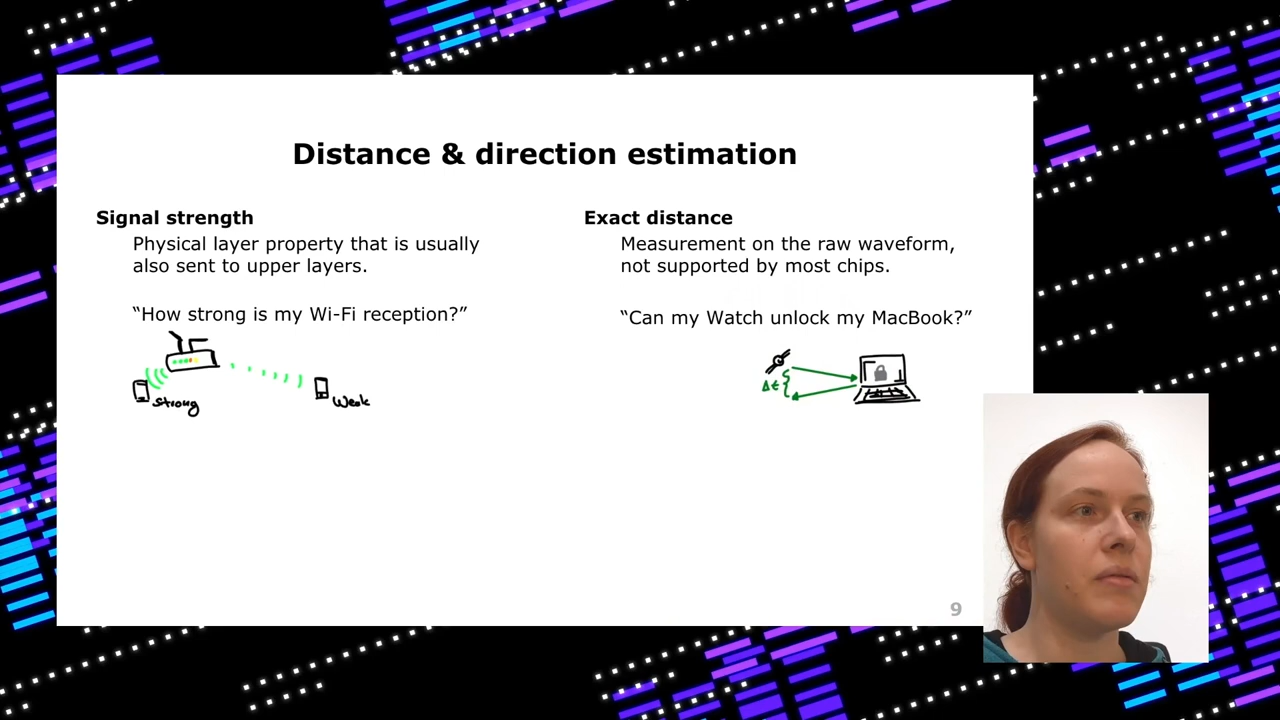 Distance & direction estimation
Signal strength
Physical layer property that is usually
also sent to upper layers.
“How strong is my Wi-Fi reception?”
Strong
Weak
Exact distance
Measurement on the raw waveform,
not supported by most chips.
“Can my Watch unlock my MacBook?”
Δt
9